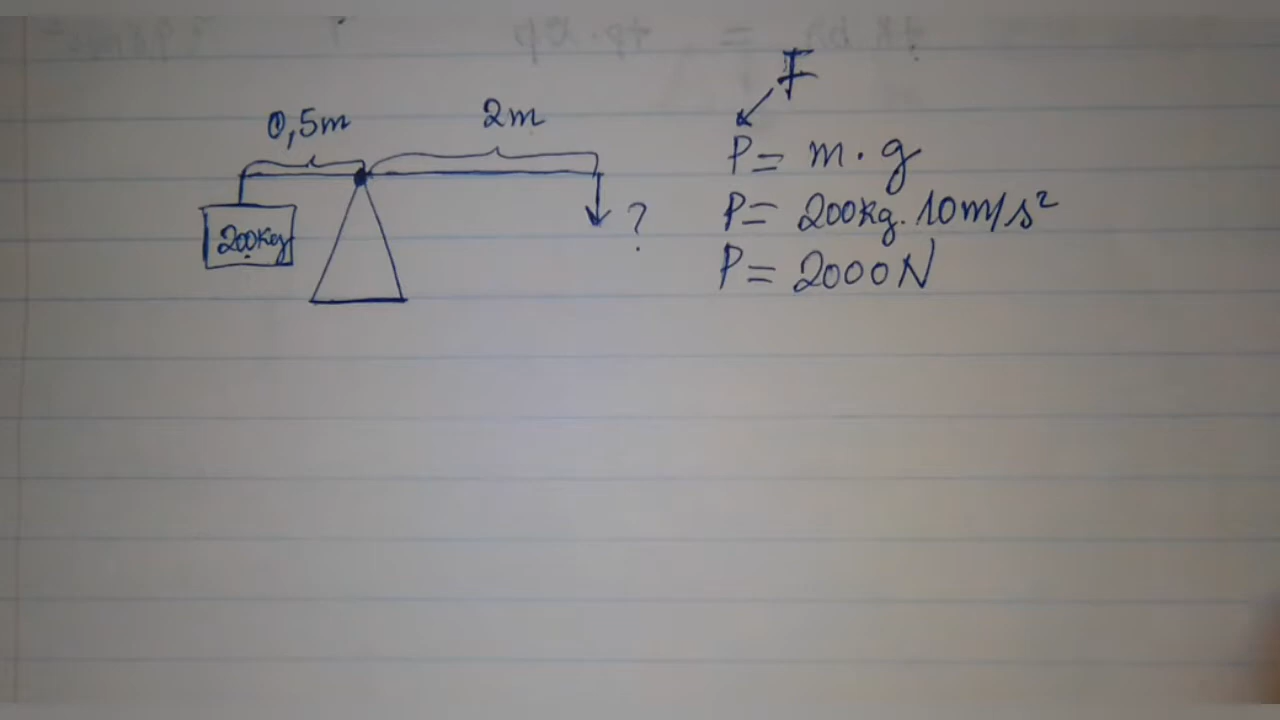 0,5m
2m
200Kg
?
F
P = m . g
P = 200kg . 10m/s²
P = 2000N